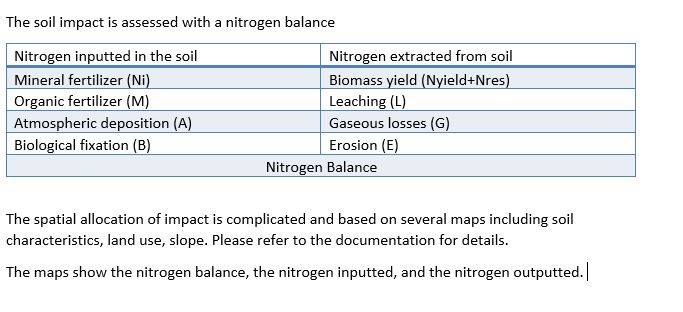 The soil impact is assessed with a nitrogen balance
Nitrogen inputted in the soil Nitrogen extracted from soil
Mineral fertilizer (Ni) Biomass yield (Nyield+Nres)
Organic fertilizer (M) Leaching (L)
Atmospheric deposition (A) Gaseous losses (G)
Biological fixation (B) Erosion (E)
Nitrogen Balance
The spatial allocation of impact is complicated and based on several maps including soil
characteristics, land use, slope. Please refer to the documentation for details.
The maps show the nitrogen balance, the nitrogen inputted, and the nitrogen outputted.